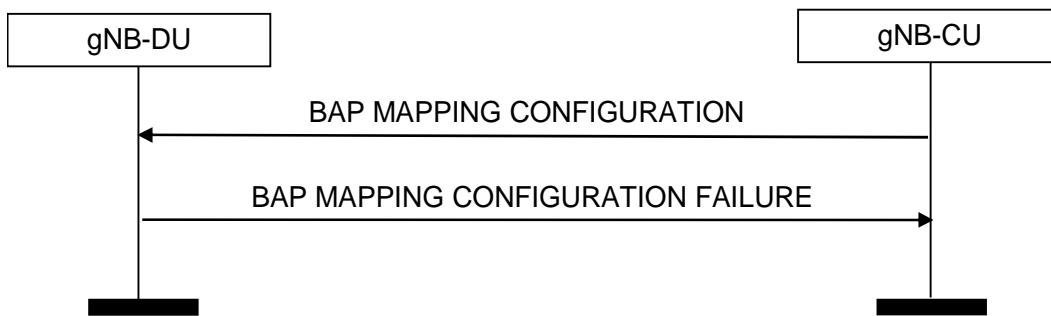 gNB-DU
gNB-CU
BAP MAPPING CONFIGURATION
BAP MAPPING CONFIGURATION FAILURE